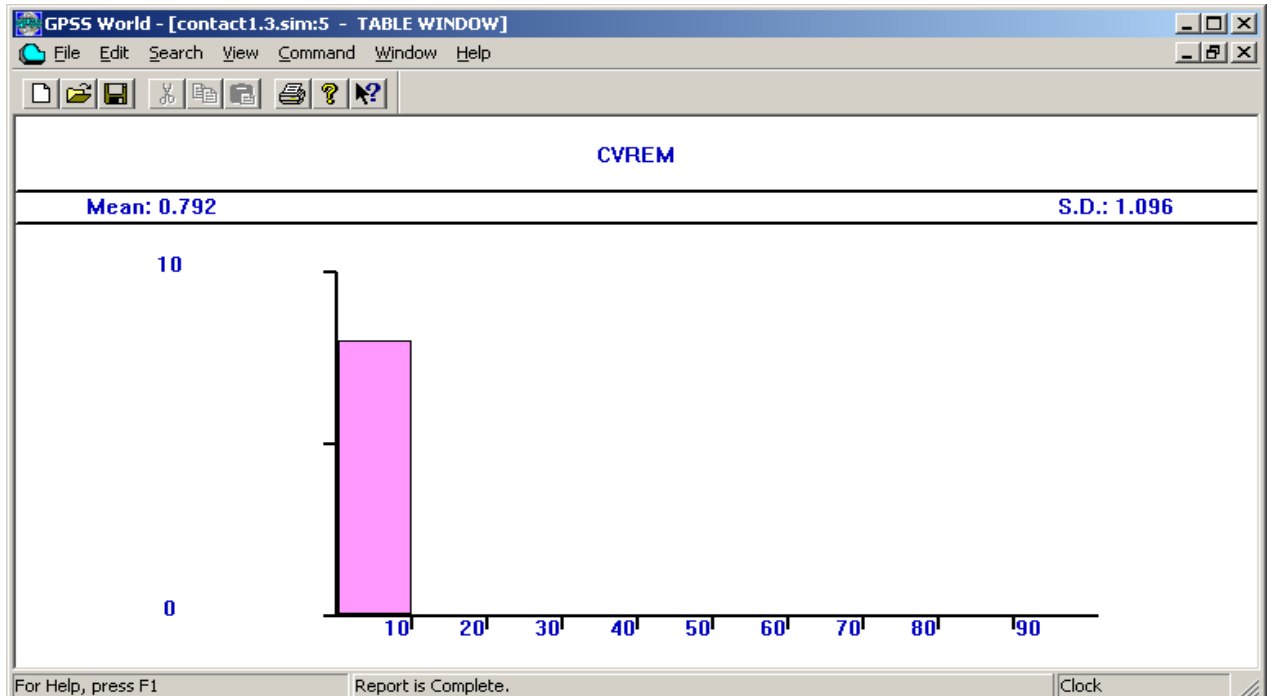 GPSS World - [contact1.3.sim:5 - TABLE WINDOW]
File Edit Search View Command Window Help
CVREM
Mean: 0.792 S.D.: 1.096
10
0
10 20 30 40 50 60 70 80 90
For Help, press F1 Report is Complete. Clock